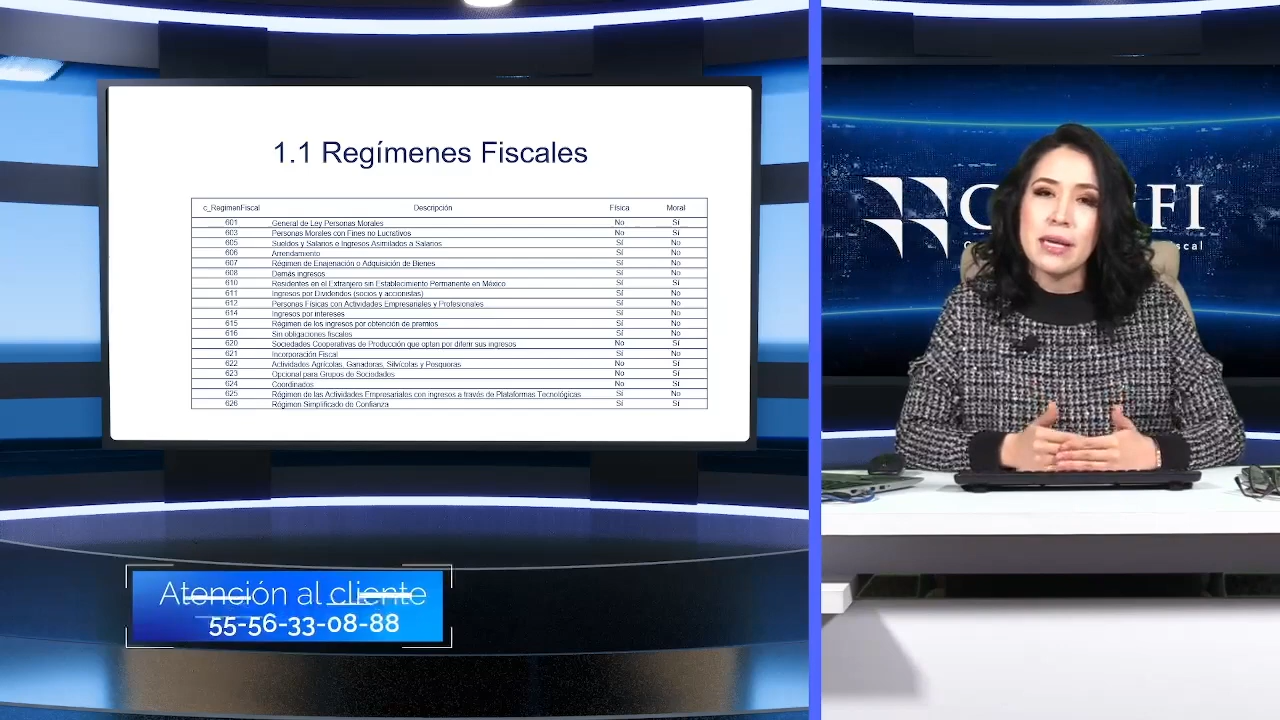 1.1 Regímenes Fiscales
c_RegimenFiscal Descripción Física Moral
601 General de Ley Personas Morales No Sí
603 Personas Morales con Fines no Lucrativos No Sí
605 Sueldos y Salarios e Ingresos Asimilados a Salarios Sí No
606 Arrendamiento Sí No
607 Régimen de Enajenación o Adquisición de Bienes Sí No
608 Demás ingresos Sí No
610 Residentes en el Extranjero sin Establecimiento Permanente en México Sí Sí
611 Ingresos por Dividendos (socios y accionistas) Sí No
612 Personas Físicas con Actividades Empresariales y Profesionales Sí No
614 Ingresos por intereses Sí No
615 Régimen de los ingresos por obtención de premios Sí No
616 Sin obligaciones fiscales Sí No
620 Sociedades Cooperativas de Producción que optan por diferir sus ingresos No Sí
621 Incorporación Fiscal Sí No
622 Actividades Agrícolas, Ganaderas, Silvícolas y Pesqueras No Sí
623 Opcional para Grupos de Sociedades No Sí
624 Coordinados No Sí
625 Régimen de las Actividades Empresariales con ingresos a través de Plataformas Tecnológicas Sí No
626 Régimen Simplificado de Confianza Sí Sí
Atención al cliente
55-56-33-08-88